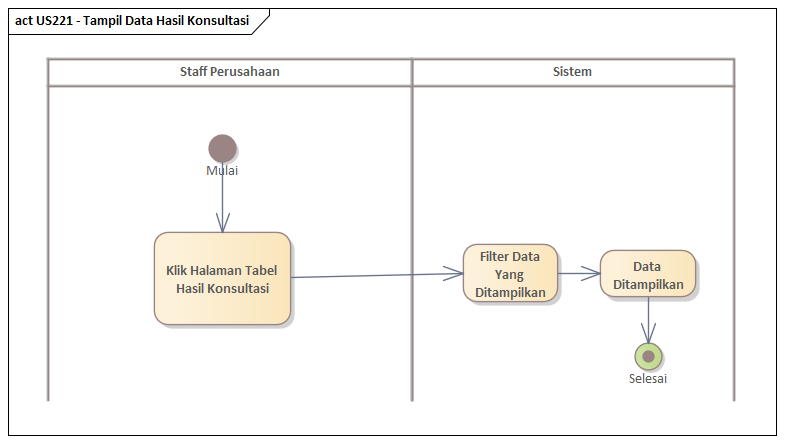 act US221 - Tampil Data Hasil Konsultasi
Staff Perusahaan
Sistem
Mulai
Klik Halaman Tabel
Hasil Konsultasi
Filter Data
Yang
Ditampilkan
Data
Ditampilkan
Selesai